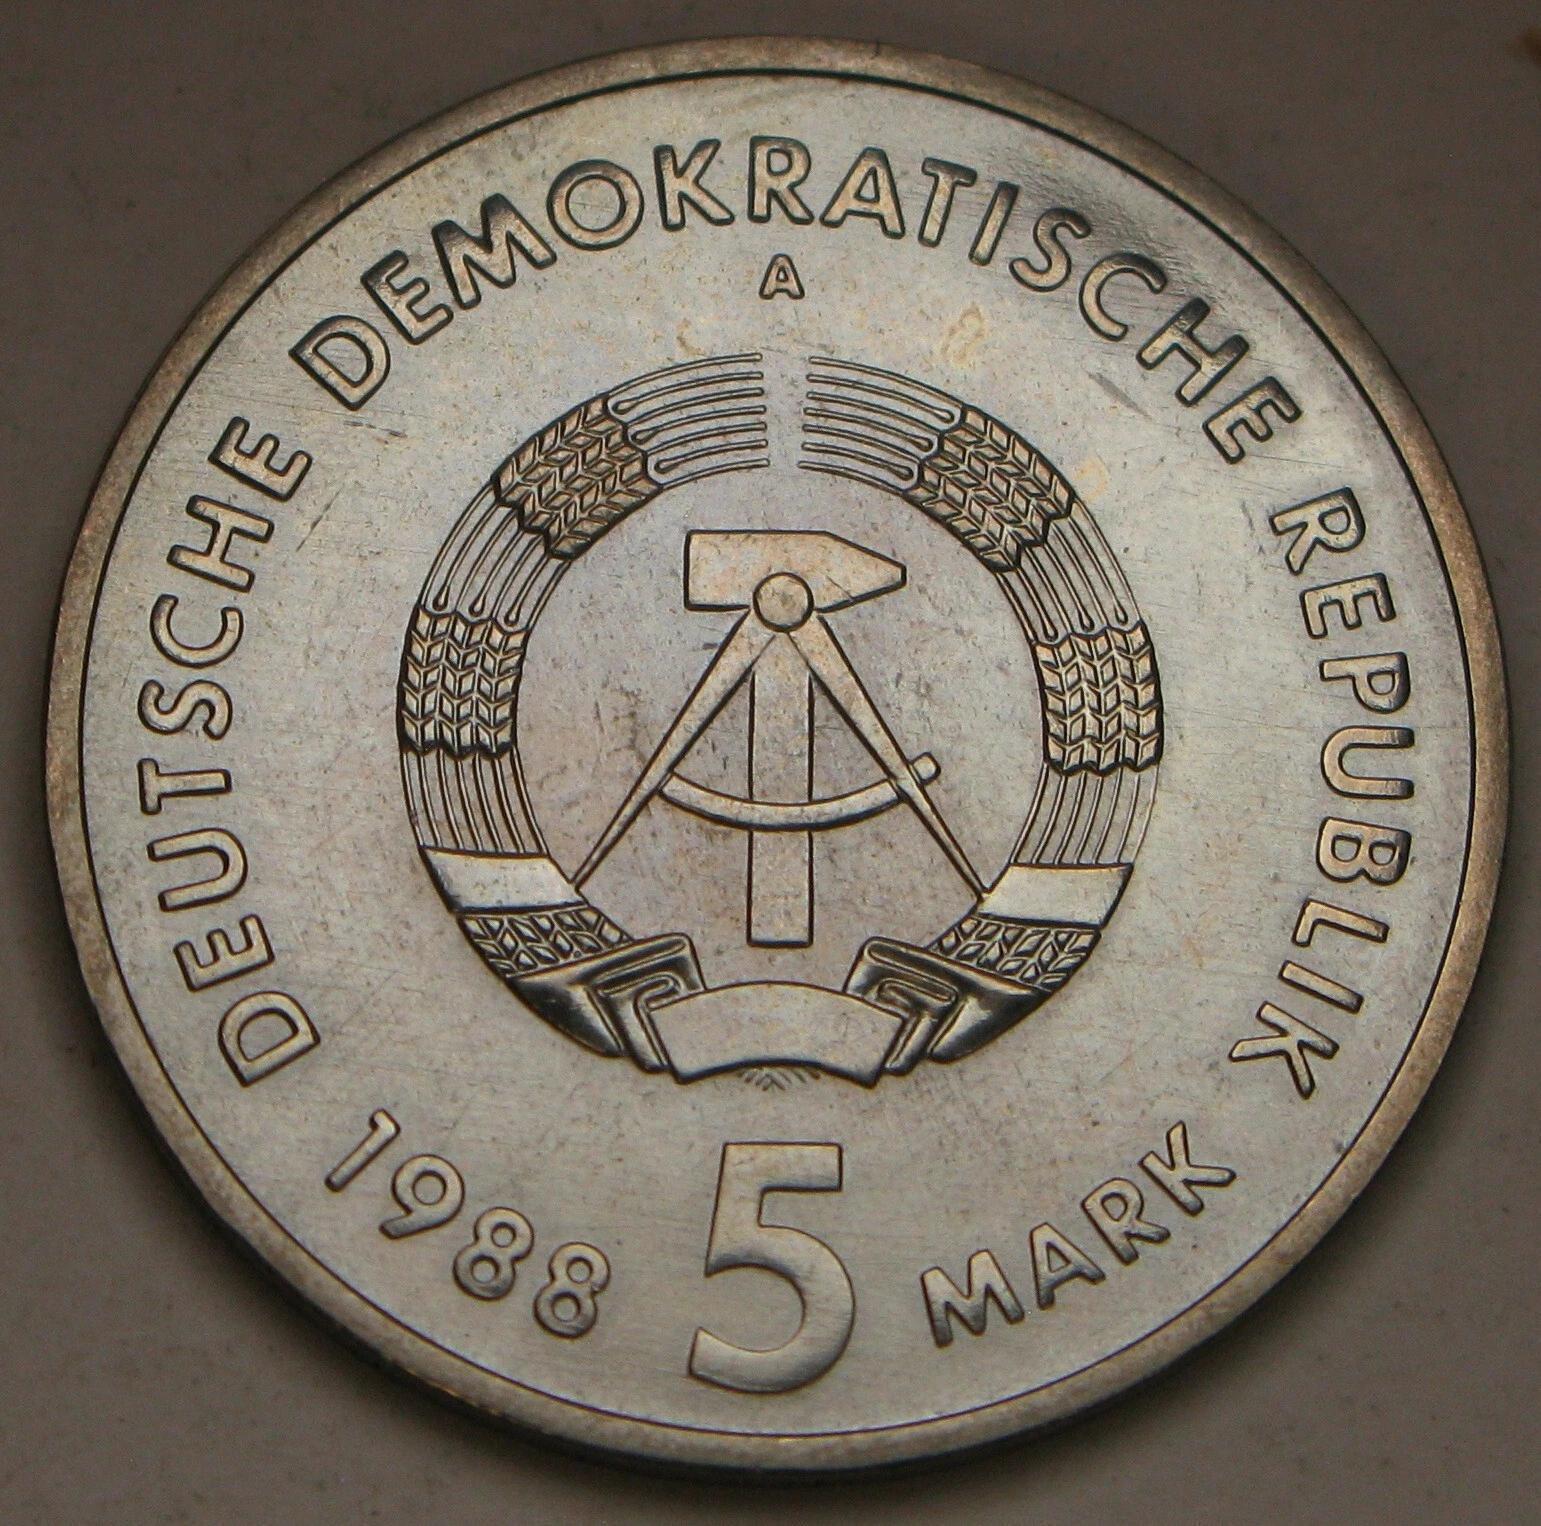 DEUTSCHE DEMOKRATISCHE REPUBLIK
A
1988 5 MARK